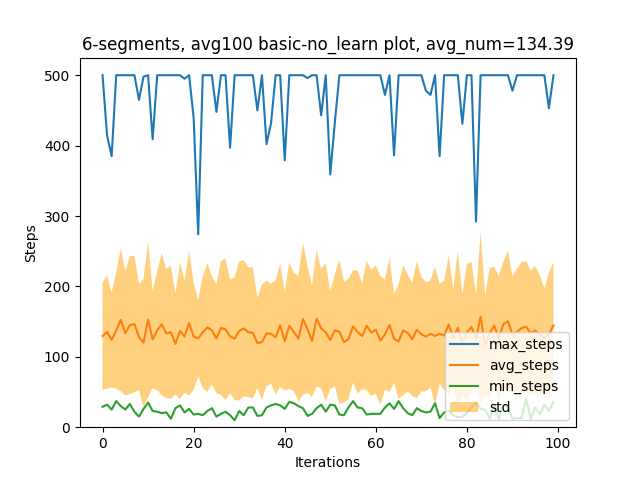 6-segments, avg100 basic-no_learn plot, avg_num=134.39
500
400
300
200
100
0
Steps
0
20
40
60
80
100
Iterations
max_steps
avg_steps
min_steps
std